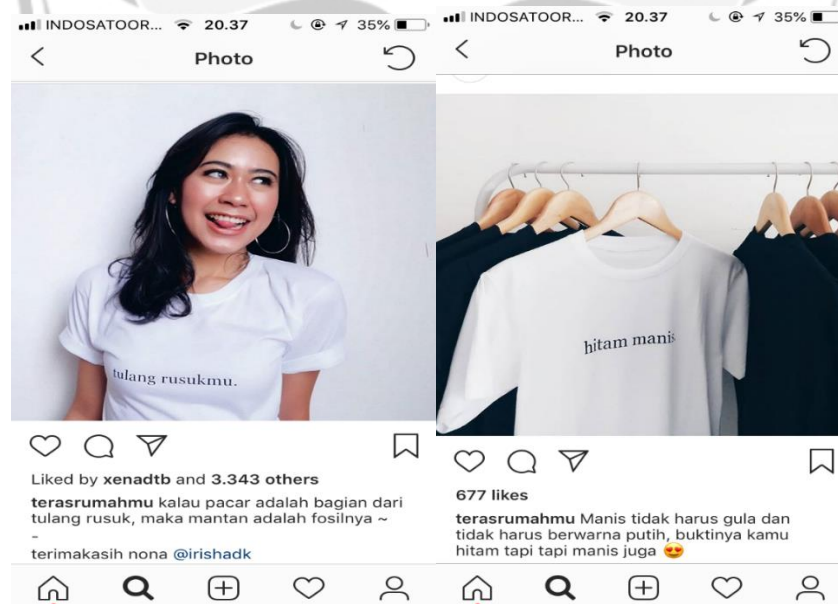 INDOSATOOR... 20.37 35%
Photo
tulang rusukmu.
Liked by xenadtb and 3.343 others
terasrumahmu kalau pacar adalah bagian dari
tulang rusuk, maka mantan adalah fosilnya ~
-
terimakasih nona @irishadk
INDOSATOOR... 20.37 35%
Photo
hitam manis
677 likes
terasrumahmu Manis tidak harus gula dan
tidak harus berwarna putih, buktinya kamu
hitam tapi tapi manis juga 😍